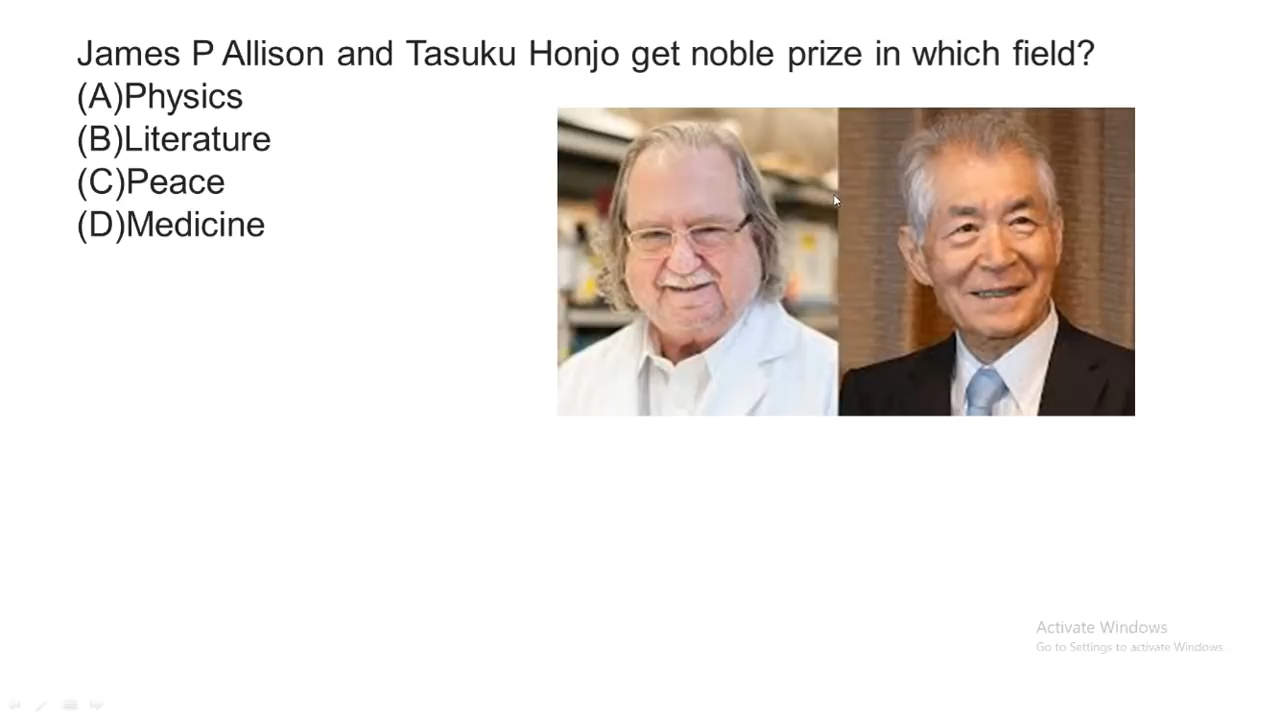 James P Allison and Tasuku Honjo get noble prize in which field?
(A)Physics
(B)Literature
(C)Peace
(D)Medicine
Activate Windows
Go to Settings to activate Windows.